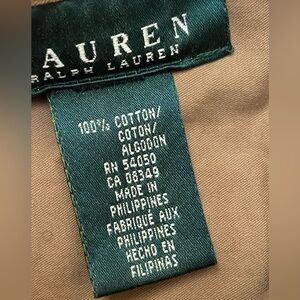 AUREN
RALPH LAUREN
100% COTTON/
COTON/
ALGODON
RN 54050
CA 08349
MADE IN
PHILIPPINES
FABRIQUÉ AUX
PHILIPPINES
HECHO EN
FILIPINAS